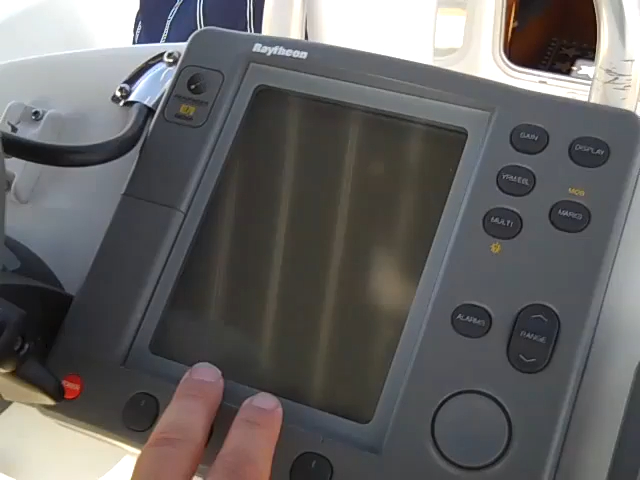 Raytheon
GAIN
DISPLAY
VRM/EBL
MOB
MULTI
MARKS
ALARMS
RANGE